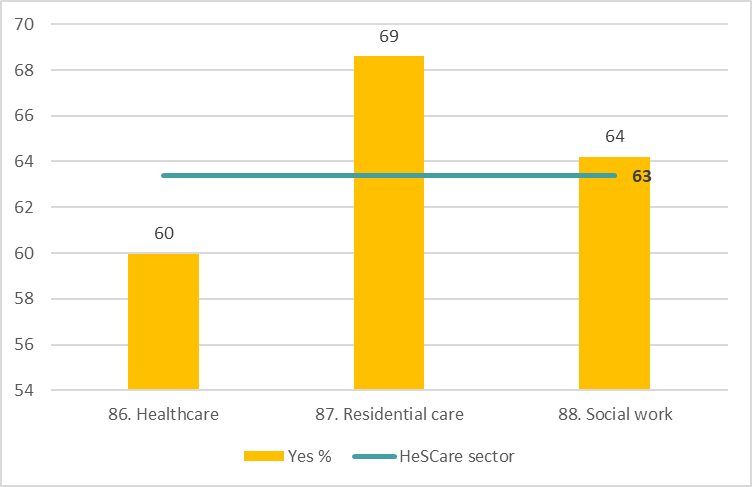 70
69
68
66
64
64
63
62
60
60
58
56
54
86. Healthcare
87. Residential care
88. Social work
Yes %
HeSCare sector